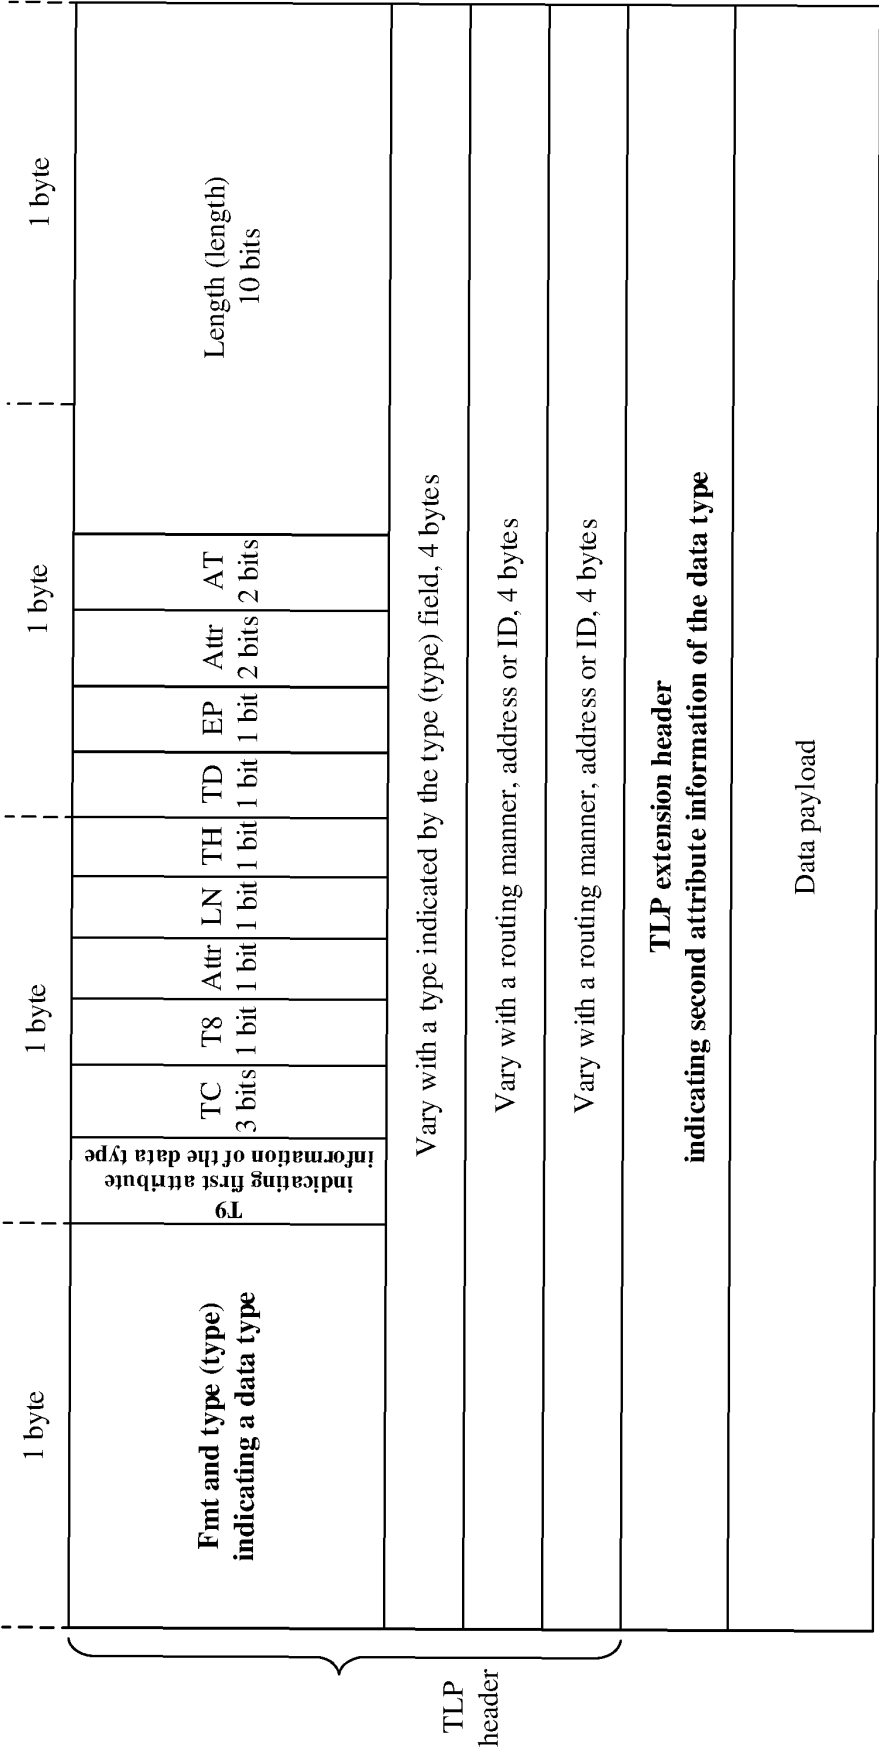 1 byte
1 byte
1 byte
1 byte
Fmt and type (type)
indicating a data type
T9
indicating first attribute
information of the data type
TC
3 bits
T8
1 bit
Attr
1 bit
LN
1 bit
TH
1 bit
TD
1 bit
EP
1 bit
Attr
2 bits
AT
2 bits
Length (length)
10 bits
Vary with a type indicated by the type (type) field, 4 bytes
Vary with a routing manner, address or ID, 4 bytes
Vary with a routing manner, address or ID, 4 bytes
TLP
header
TLP extension header
indicating second attribute information of the data type
Data payload